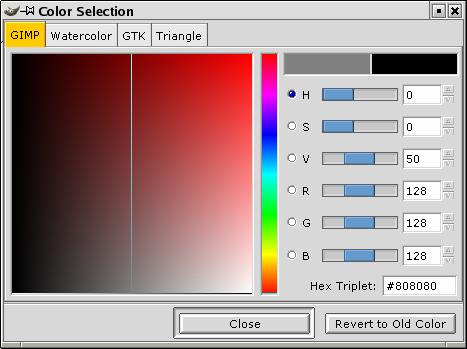 Color Selection
GIMP Watercolor GTK Triangle
H 0
S 0
V 50
R 128
G 128
B 128
Hex Triplet: #808080
Close Revert to Old Color